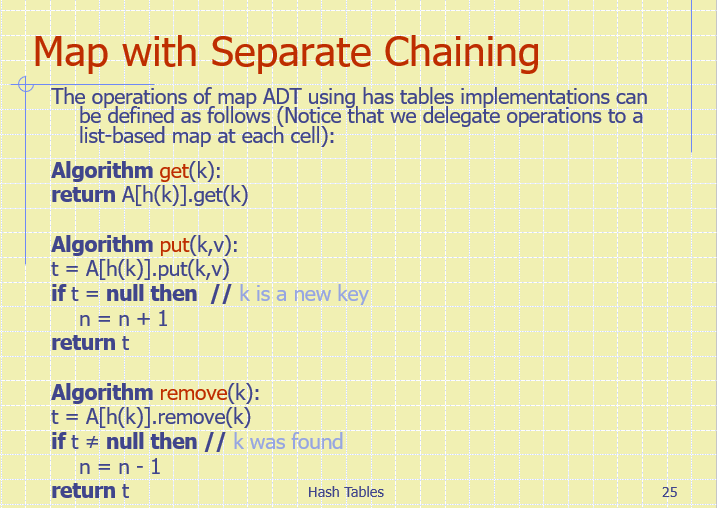 Map with Separate Chaining
The operations of map ADT using has tables implementations can
be defined as follows (Notice that we delegate operations to a
list-based map at each cell):
Algorithm get(k):
return A[h(k)].get(k)
Algorithm put(k,v):
t = A[h(k)].put(k,v)
if t = null then // k is a new key
n = n + 1
return t
Algorithm remove(k):
t = A[h(k)].remove(k)
if t ≠ null then // k was found
n = n - 1
return t
Hash Tables
25